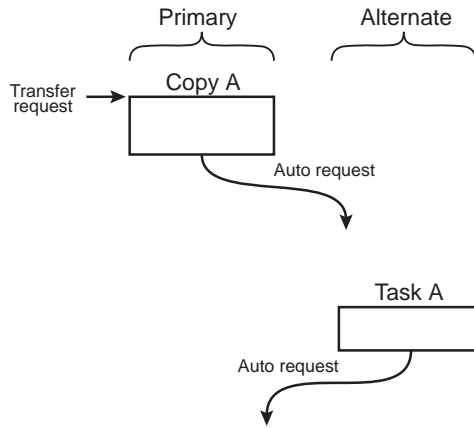 Primary Alternate
Copy A
Transfer
request
Auto request
Task A
Auto request